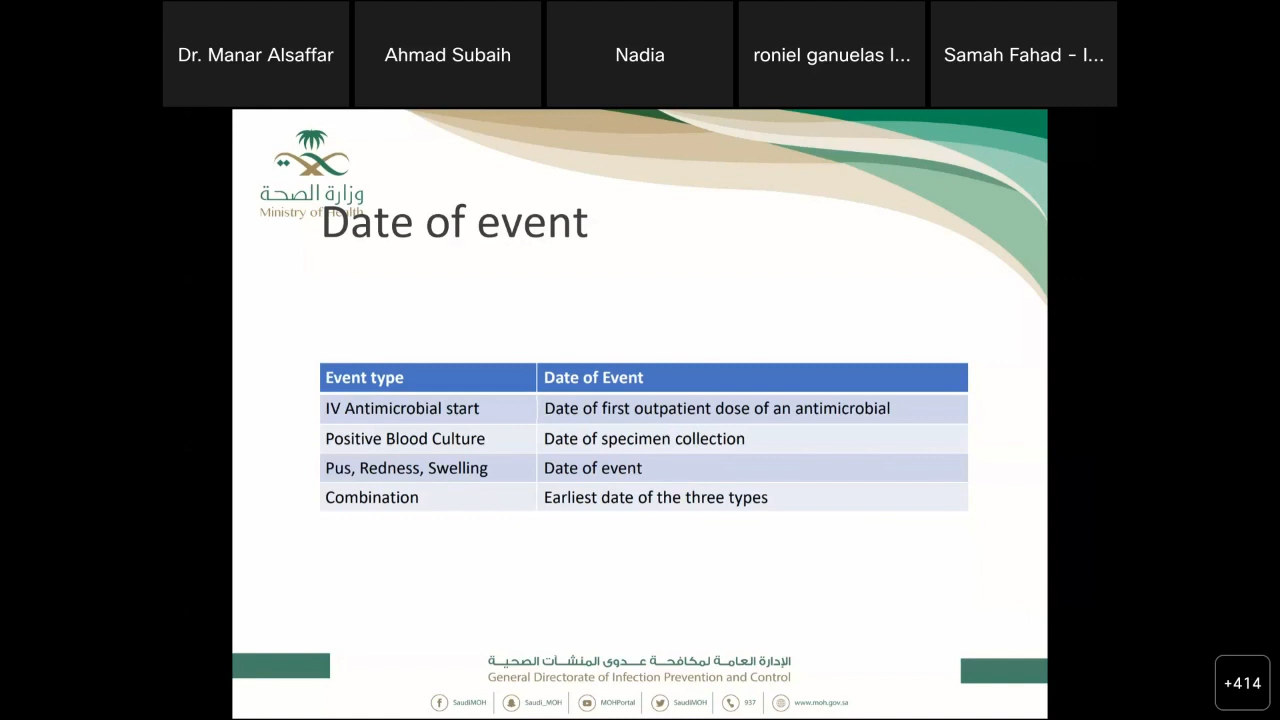 Dr. Manar Alsaffar
Ahmad Subaih
Nadia
roniel ganuelas l...
Samah Fahad - I...
وزارة الصحة
Ministry of Health
Date of event
Event type Date of Event
IV Antimicrobial start Date of first outpatient dose of an antimicrobial
Positive Blood Culture Date of specimen collection
Pus, Redness, Swelling Date of event
Combination Earliest date of the three types
الإدارة العامة لمكافحة عدوى المنشآت الصحية
General Directorate of Infection Prevention and Control
SaudiMOH Saudi_MOH MOHPortal SaudiMOH 937 www.moh.gov.sa
+414